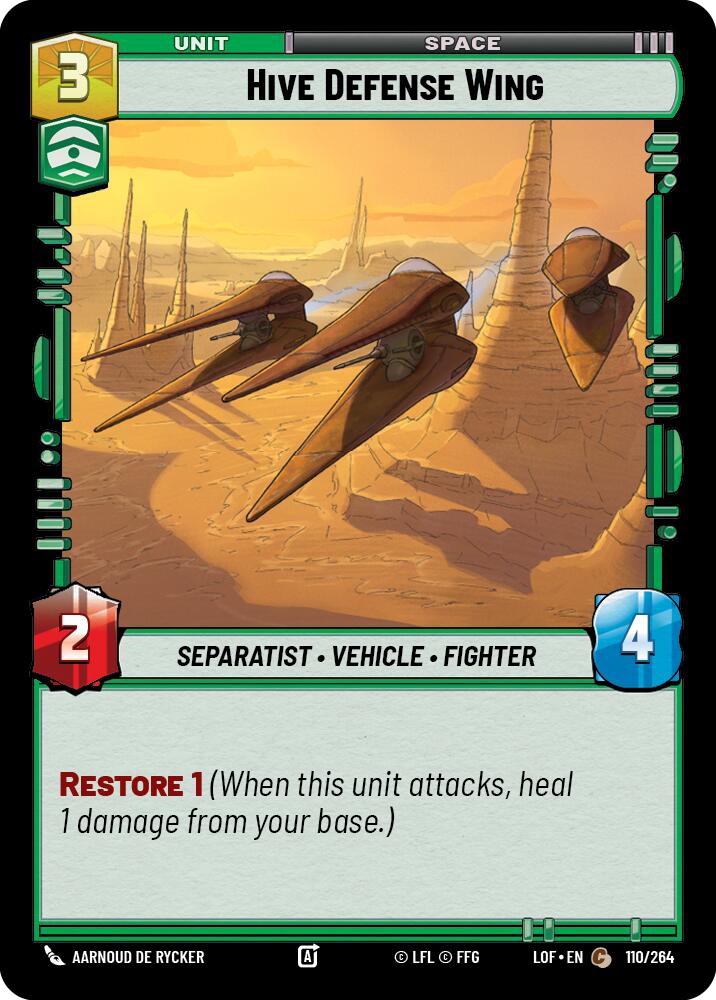 UNIT
SPACE
3
HIVE DEFENSE WING
2
SEPARATIST • VEHICLE • FIGHTER
4
RESTORE 1 (When this unit attacks, heal
1 damage from your base.)
AARNOUD DE RYCKER
A
© LFL © FFG
LOF • EN
C
110/264